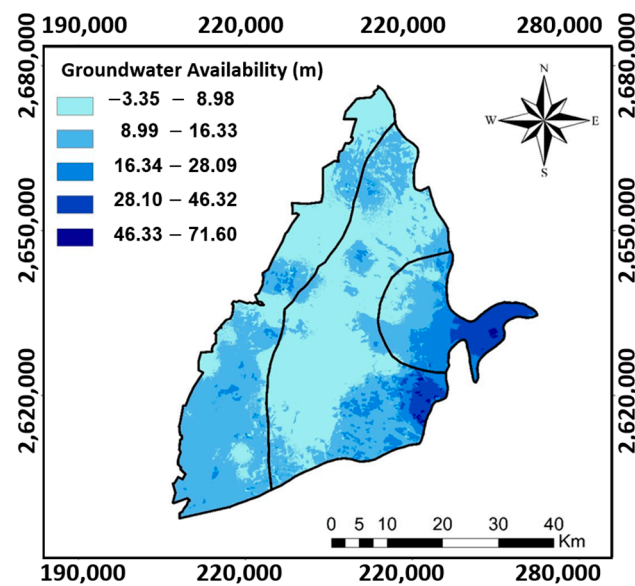 190,000 220,000 220,000 280,000
2,680,000 2,680,000
Groundwater Availability (m)
−3.35 – 8.98
8.99 – 16.33
16.34 – 28.09
28.10 – 46.32
46.33 – 71.60
N
W E
S
2,650,000 2,650,000
2,620,000 2,620,000
0 5 10 20 30 40
Km
190,000 220,000 220,000 280,000